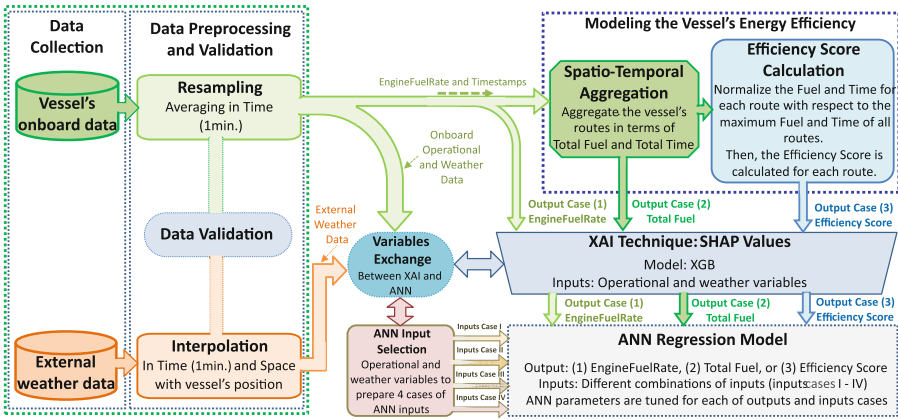 Data
Collection
Data Preprocessing
and Validation
Modeling the Vessel's Energy Efficiency
Vessel's
onboard data
Resampling
Averaging in Time
(1min.)
EngineFuelRate and Timestamps
Spatio-Temporal
Aggregation
Aggregate the vessel's
routes in terms of
Total Fuel and Total Time
Efficiency Score
Calculation
Normalize the Fuel and Time for
each route with respect to the
maximum Fuel and Time of all
routes.
Then, the Efficiency Score is
calculated for each route.
Onboard
Operational
and Weather
Data
Data Validation
External
Weather
Data
Output Case (1)
EngineFuelRate
Output Case (2)
Total Fuel
Output Case (3)
Efficiency Score
Variables
Exchange
Between XAI and
ANN
XAI Technique: SHAP Values
Model: XGB
Inputs: Operational and weather variables
Output Case (1)
EngineFuelRate
Output Case (2)
Total Fuel
Output Case (3)
Efficiency Score
External
weather data
Interpolation
In Time (1min.) and Space
with vessel's position
ANN Input
Selection
Operational and
weather variables to
prepare 4 cases of
ANN inputs
Inputs Case I
Inputs Case II
Inputs Case III
Inputs Case IV
ANN Regression Model
Output: (1) EngineFuelRate, (2) Total Fuel, or (3) Efficiency Score
Inputs: Different combinations of inputs (inputs cases I - IV)
ANN parameters are tuned for each of outputs and inputs cases